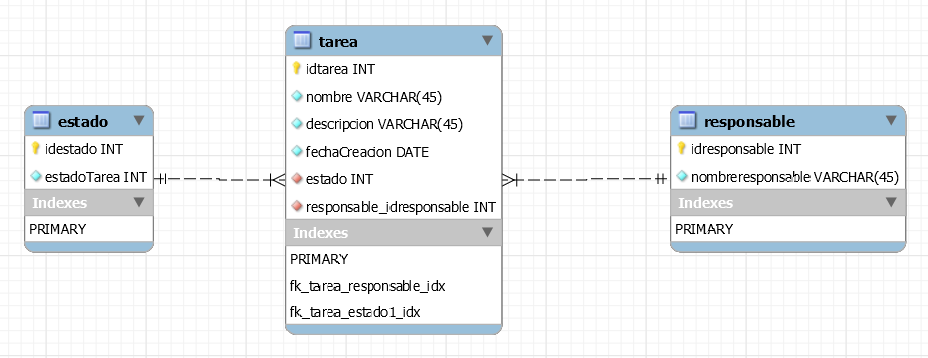 estado
idestado INT
estadoTarea INT
Indexes
PRIMARY
tarea
idtarea INT
nombre VARCHAR(45)
descripcion VARCHAR(45)
fechaCreacion DATE
estado INT
responsable_idresponsable INT
Indexes
PRIMARY
fk_tarea_responsable_idx
fk_tarea_estado1_idx
responsable
idresponsable INT
nombreresponsable VARCHAR(45)
Indexes
PRIMARY